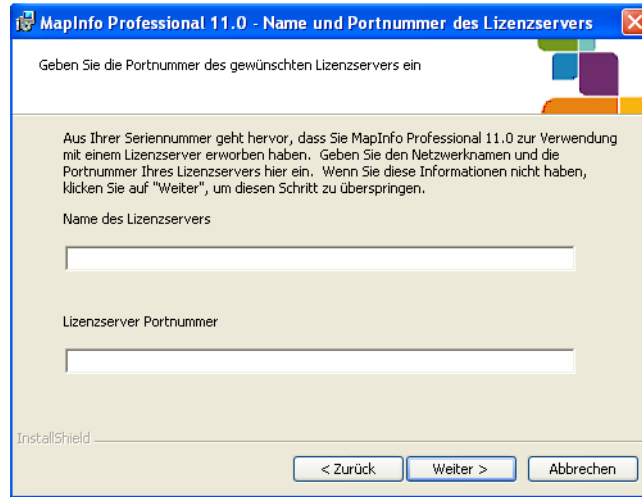 MapInfo Professional 11.0 - Name und Portnummer des Lizenzservers
Geben Sie die Portnummer des gewünschten Lizenzservers ein
Aus Ihrer Seriennummer geht hervor, dass Sie MapInfo Professional 11.0 zur Verwendung
mit einem Lizenzserver erworben haben. Geben Sie den Netzwerknamen und die
Portnummer Ihres Lizenzservers hier ein. Wenn Sie diese Informationen nicht haben,
klicken Sie auf "Weiter", um diesen Schritt zu überspringen.
Name des Lizenzservers
Lizenzserver Portnummer
InstallShield
< Zurück Weiter > Abbrechen